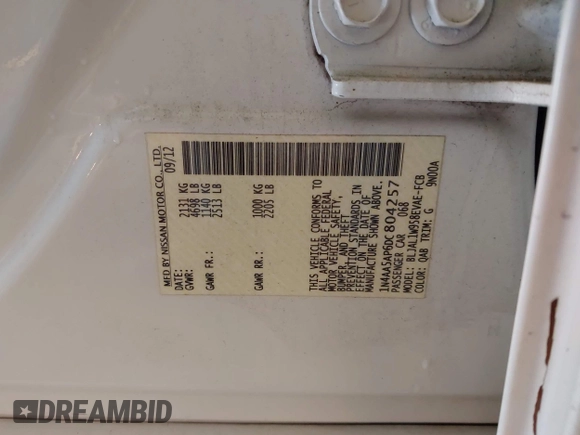 MFD BY NISSAN MOTOR CO., LTD.
09/12
DATE: 2131 KG
GVWR: 4698 LB
1140 KG
GAWR FR.: 2513 LB
1000 KG
GAWR RR.: 2205 LB
THIS VEHICLE CONFORMS TO
ALL APPLICABLE FEDERAL
MOTOR VEHICLE SAFETY,
BUMPER, AND THEFT
PREVENTION STANDARDS IN
EFFECT ON THE DATE OF
MANUFACTURE SHOWN ABOVE.
1N4AA5AP6DC804257
PASSENGER CAR 068
MODEL: BLJALJW958EVAE-FCB
COLOR: QAB TRIM: G 9N00A
DREAMBID